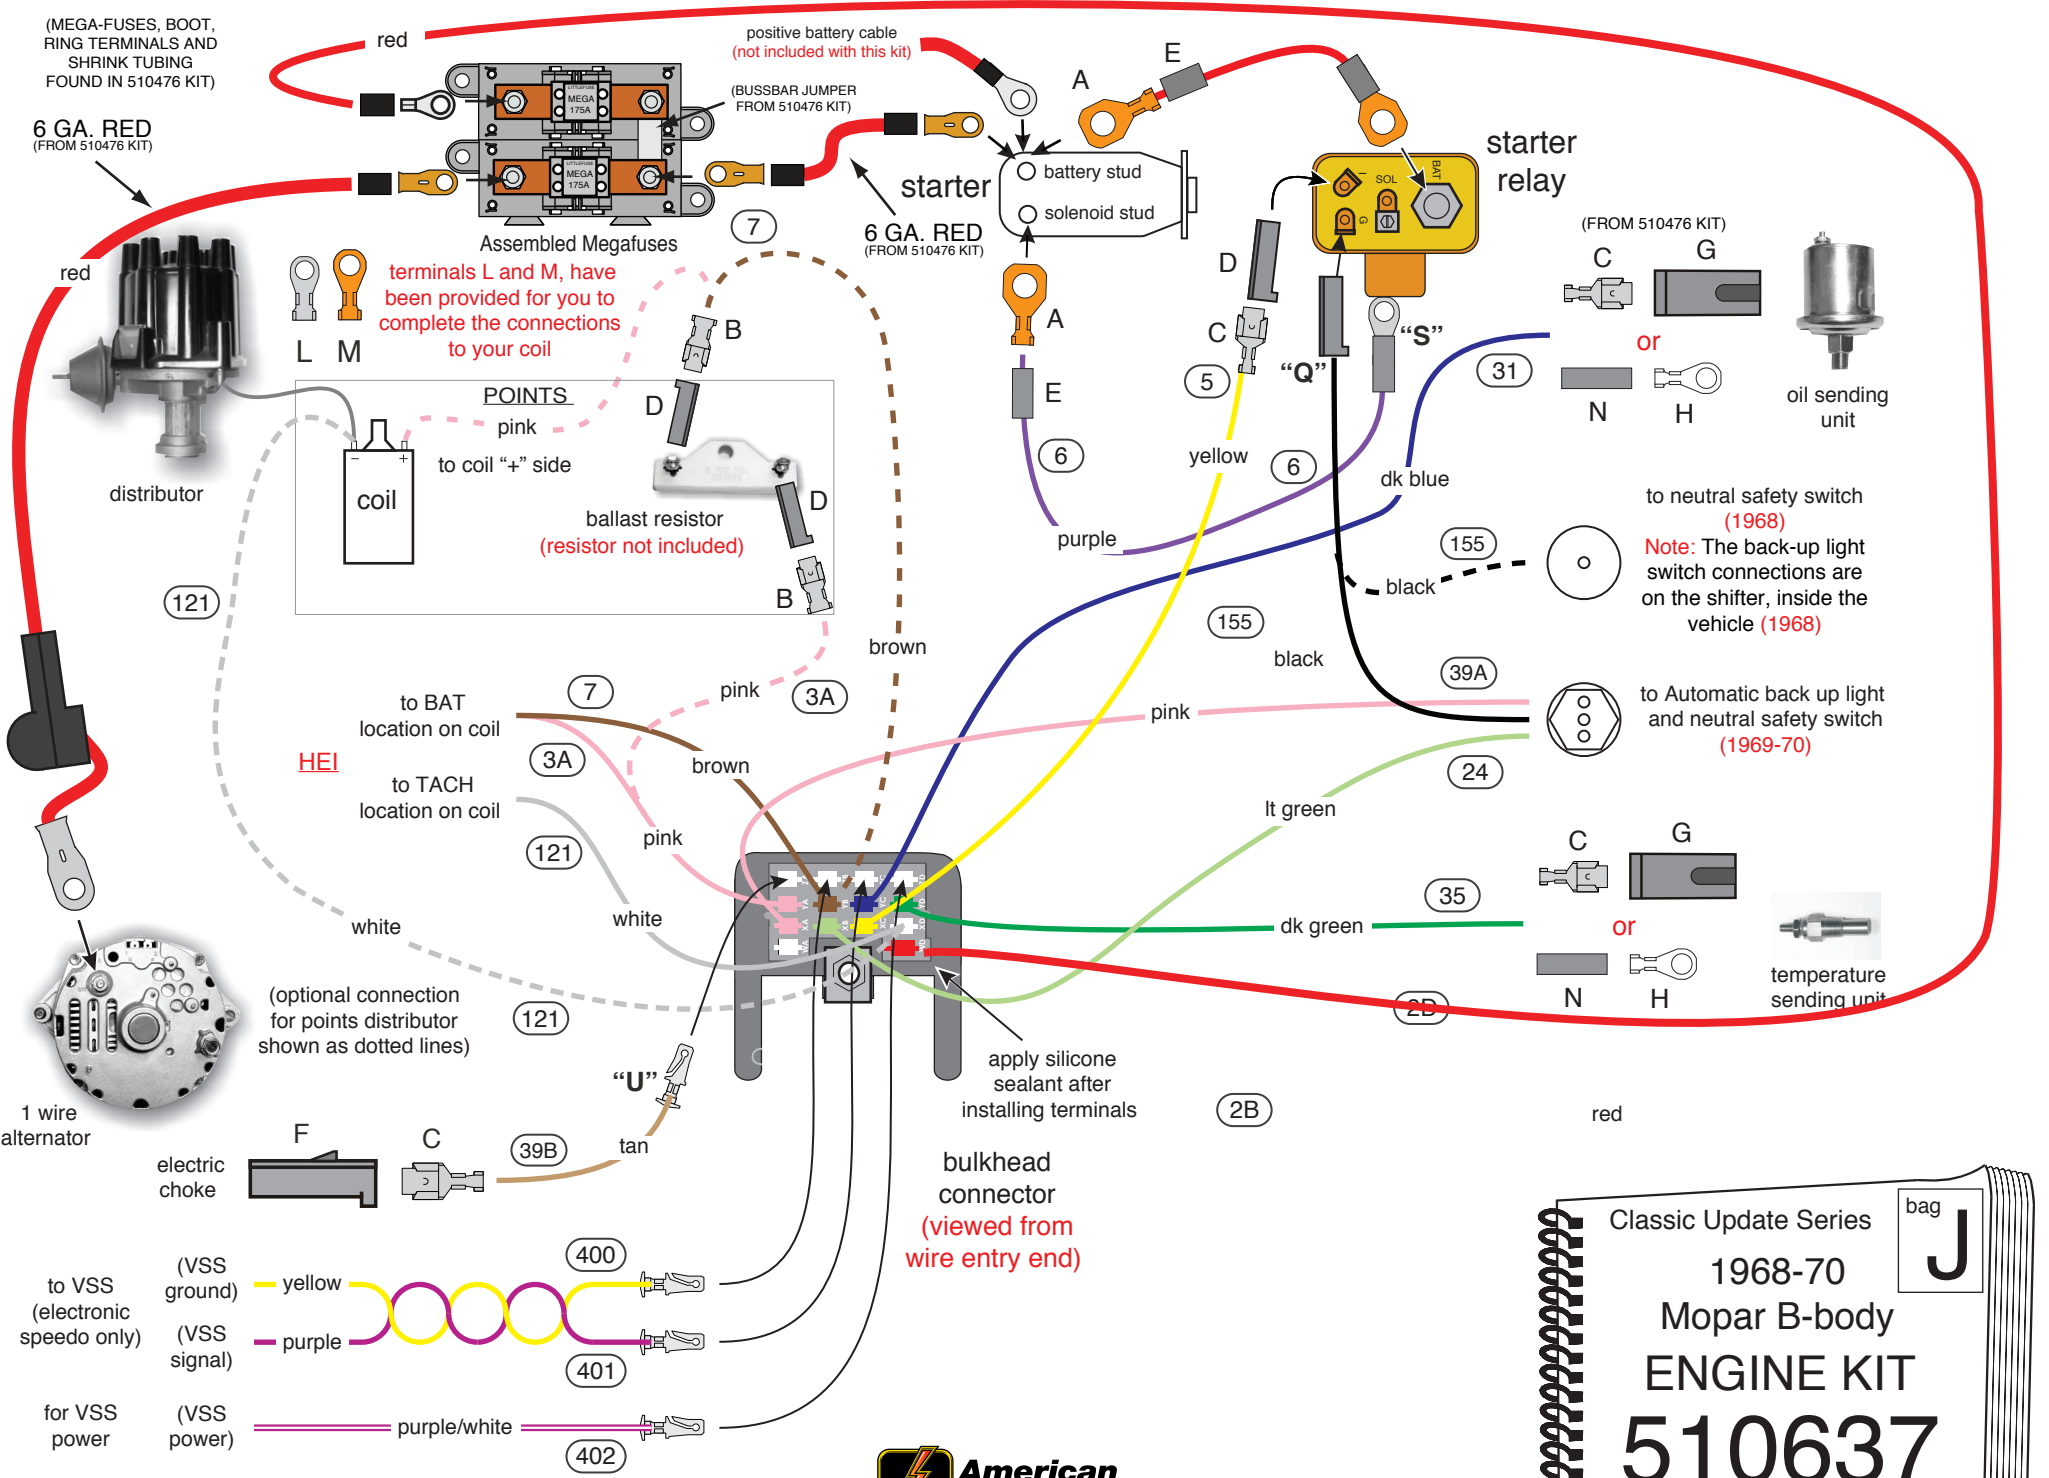 (MEGA-FUSES, BOOT,
RING TERMINALS AND
SHRINK TUBING
FOUND IN 510476 KIT)
red
6 GA. RED
(FROM 510476 KIT)
LITTLEFUSE
MEGA
175A
LITTLEFUSE
MEGA
175A
Assembled Megafuses
positive battery cable
(not included with this kit)
(BUSSBAR JUMPER
FROM 510476 KIT)
7
6 GA. RED
(FROM 510476 KIT)
starter
battery stud
solenoid stud
A
E
starter
relay
I
SOL
BAT
G
A
E
6
purple
6
D
C
5
yellow
"Q"
"S"
31
dk blue
(FROM 510476 KIT)
C
G
or
N
H
oil sending
unit
red
distributor
L
M
terminals L and M, have
been provided for you to
complete the connections
to your coil
POINTS
pink
to coil "+" side
-
+
coil
B
D
ballast resistor
(resistor not included)
D
B
121
brown
pink
3A
to neutral safety switch
(1968)
Note: The back-up light
switch connections are
on the shifter, inside the
vehicle (1968)
155
black
155
black
39A
pink
to Automatic back up light
and neutral safety switch
(1969-70)
24
lt green
HEI
to BAT
location on coil
7
3A
brown
to TACH
location on coil
pink
121
white
white
121
C
G
35
dk green
or
N
H
temperature
sending unit
2B
(optional connection
for points distributor
shown as dotted lines)
1 wire
alternator
"U"
apply silicone
sealant after
installing terminals
2B
red
electric
choke
F
C
39B
tan
bulkhead
connector
(viewed from
wire entry end)
to VSS
(electronic
speedo only)
(VSS
ground)
yellow
400
(VSS
signal)
purple
401
for VSS
power
(VSS
power)
purple/white
402
American
bag
J
Classic Update Series
1968-70
Mopar B-body
ENGINE KIT
510637